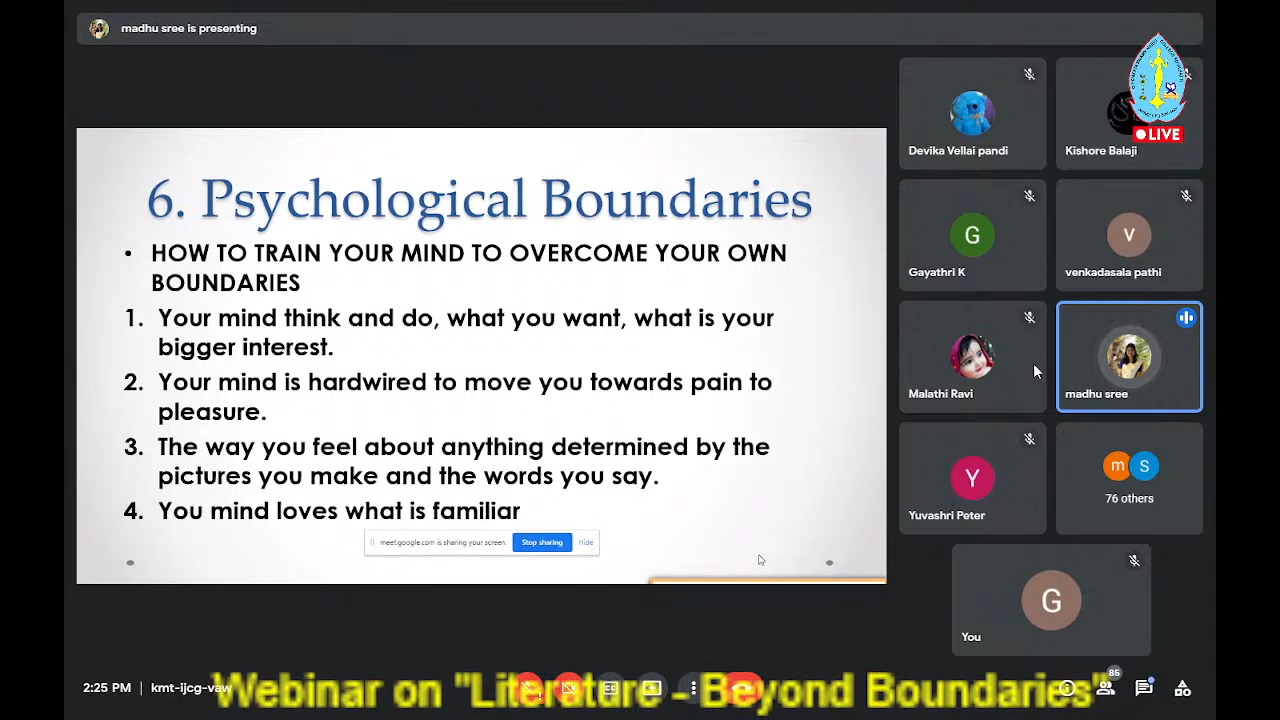 madhu sree is presenting
LIVE
6. Psychological Boundaries
• HOW TO TRAIN YOUR MIND TO OVERCOME YOUR OWN
BOUNDARIES
1. Your mind think and do, what you want, what is your
bigger interest.
2. Your mind is hardwired to move you towards pain to
pleasure.
3. The way you feel about anything determined by the
pictures you make and the words you say.
4. You mind loves what is familiar
meet.google.com is sharing your screen.
Stop sharing
Hide
Devika Vellai pandi
Kishore Balaji
G
Gayathri K
V
venkadasala pathi
Malathi Ravi
madhu sree
Y
Yuvashri Peter
m S
76 others
G
You
2:25 PM
kmt-ijcg-vaw
85
Webinar on "Literature - Beyond Boundaries"